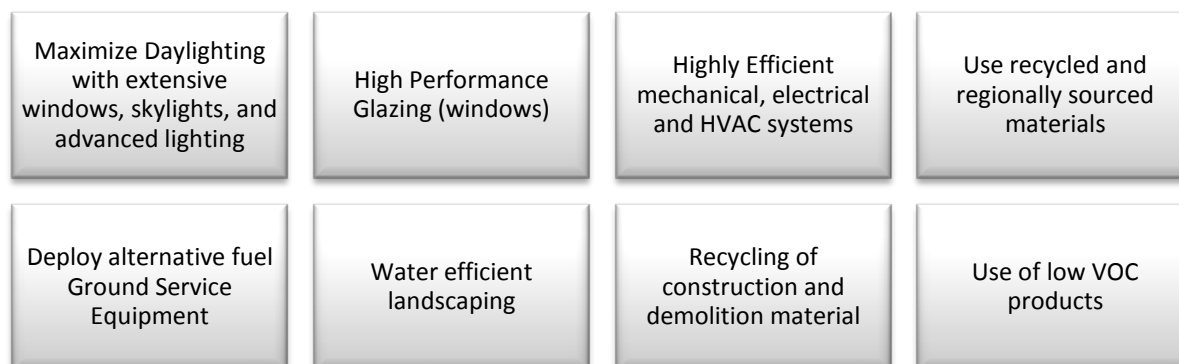 Maximize Daylighting
with extensive
windows, skylights, and
advanced lighting
High Performance
Glazing (windows)
Highly Efficient
mechanical, electrical
and HVAC systems
Use recycled and
regionally sourced
materials
Deploy alternative fuel
Ground Service
Equipment
Water efficient
landscaping
Recycling of
construction and
demolition material
Use of low VOC
products